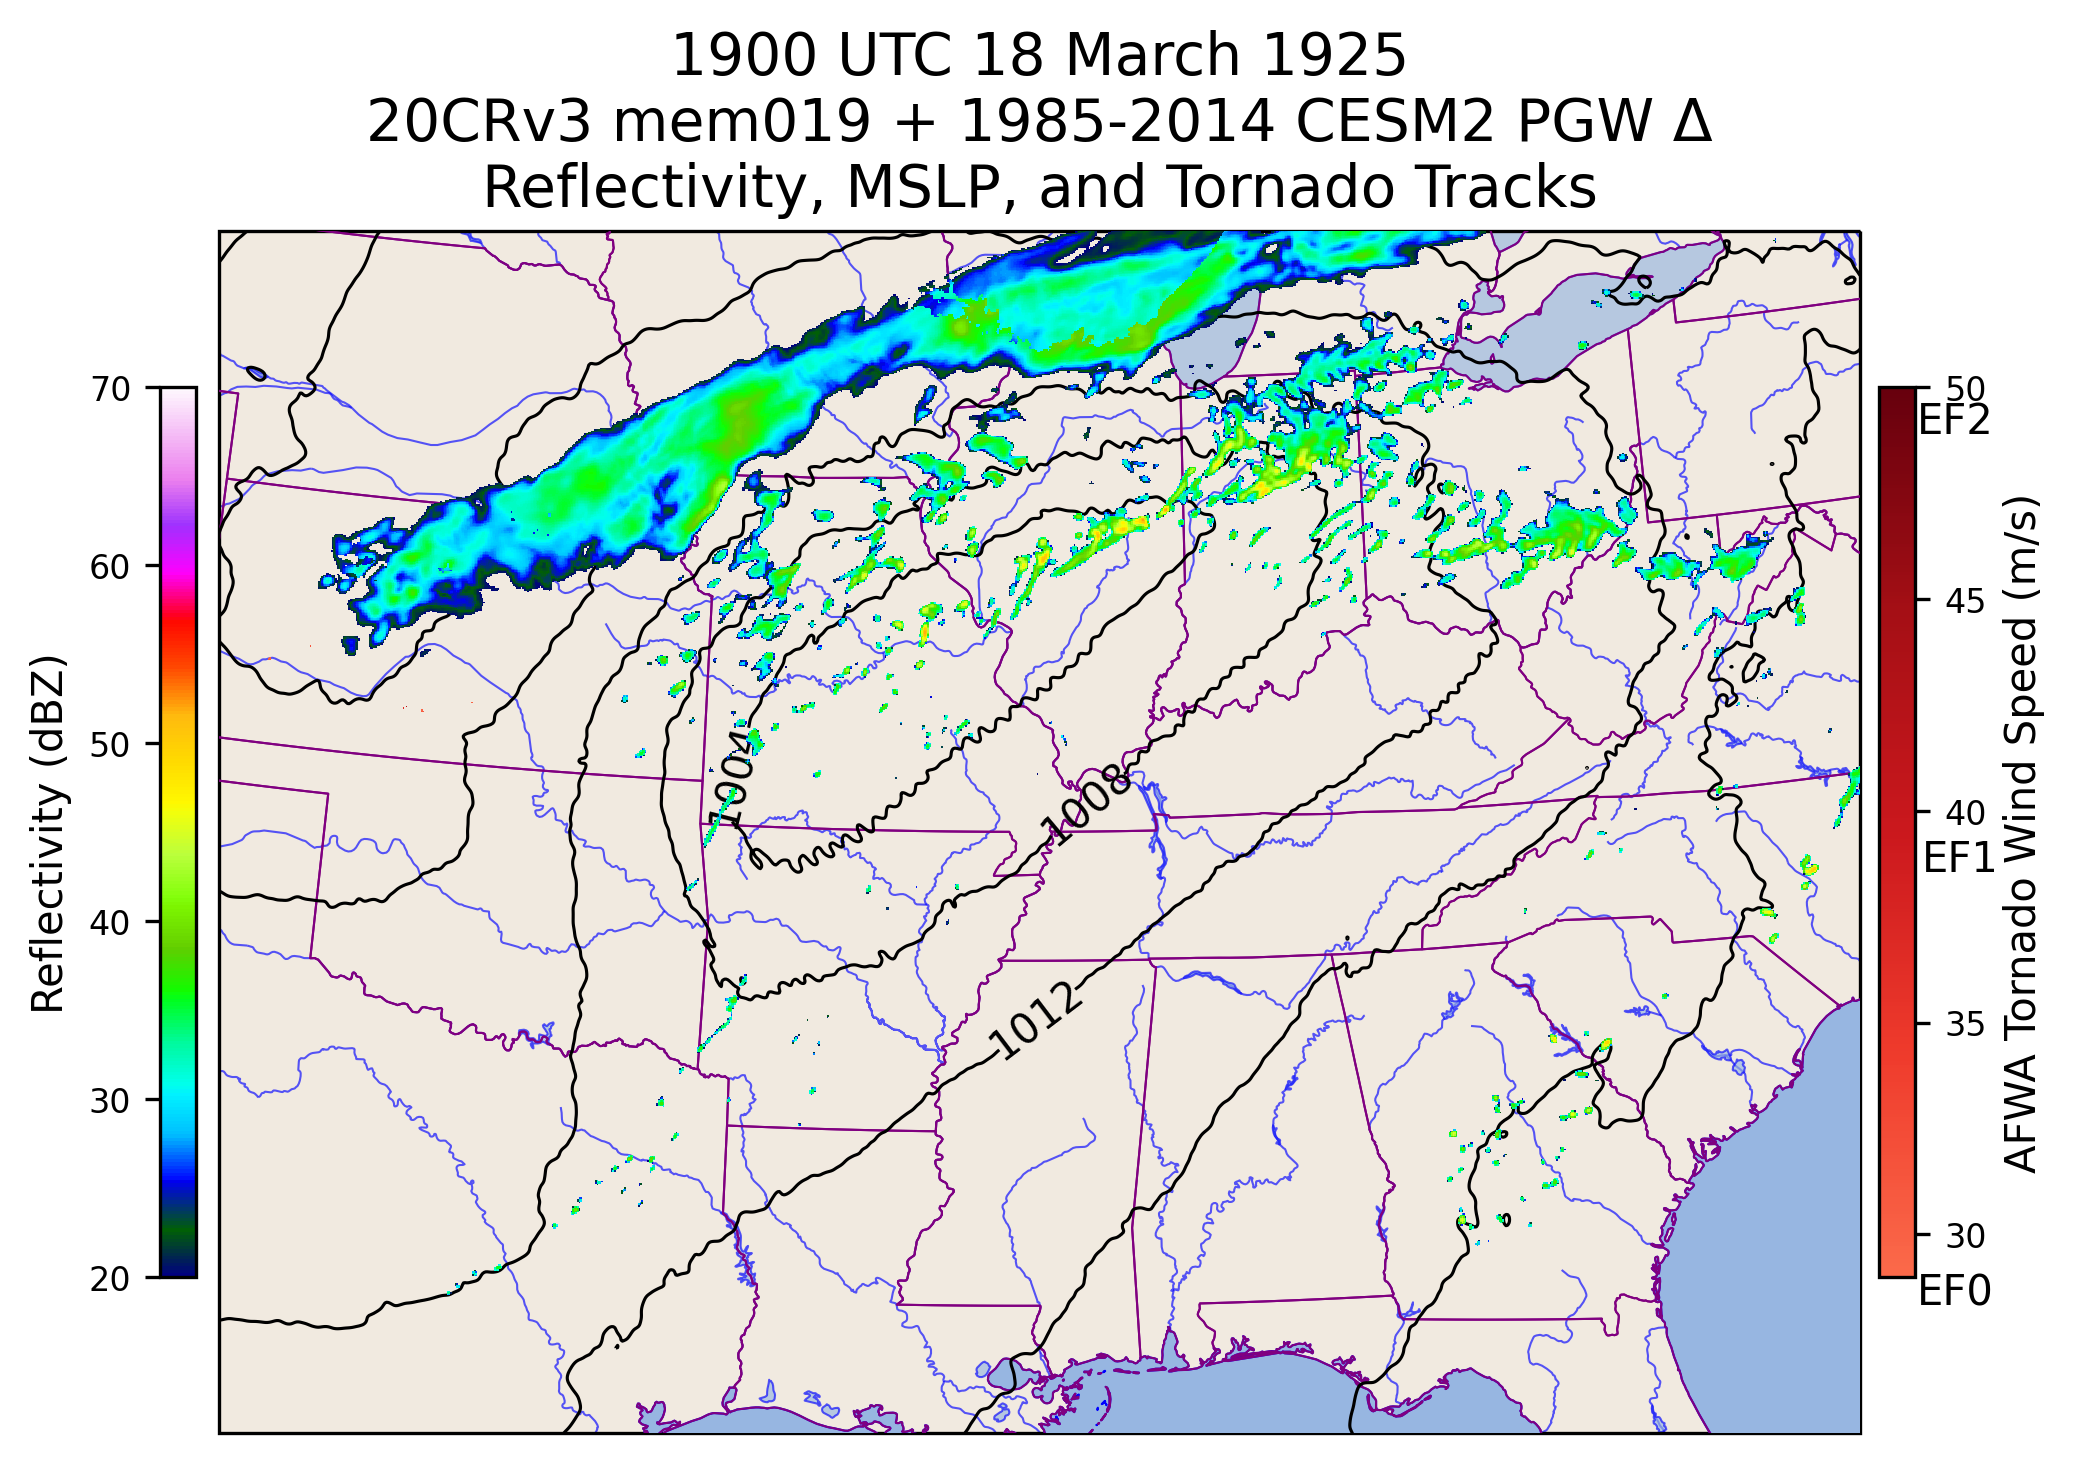 1900 UTC 18 March 1925
20CRv3 mem019 + 1985-2014 CESM2 PGW Δ
Reflectivity, MSLP, and Tornado Tracks
70
60
50
40
30
20
Reflectivity (dBZ)
1004
1008
1012
50
EF2
45
40
EF1
35
30
EF0
AFWA Tornado Wind Speed (m/s)